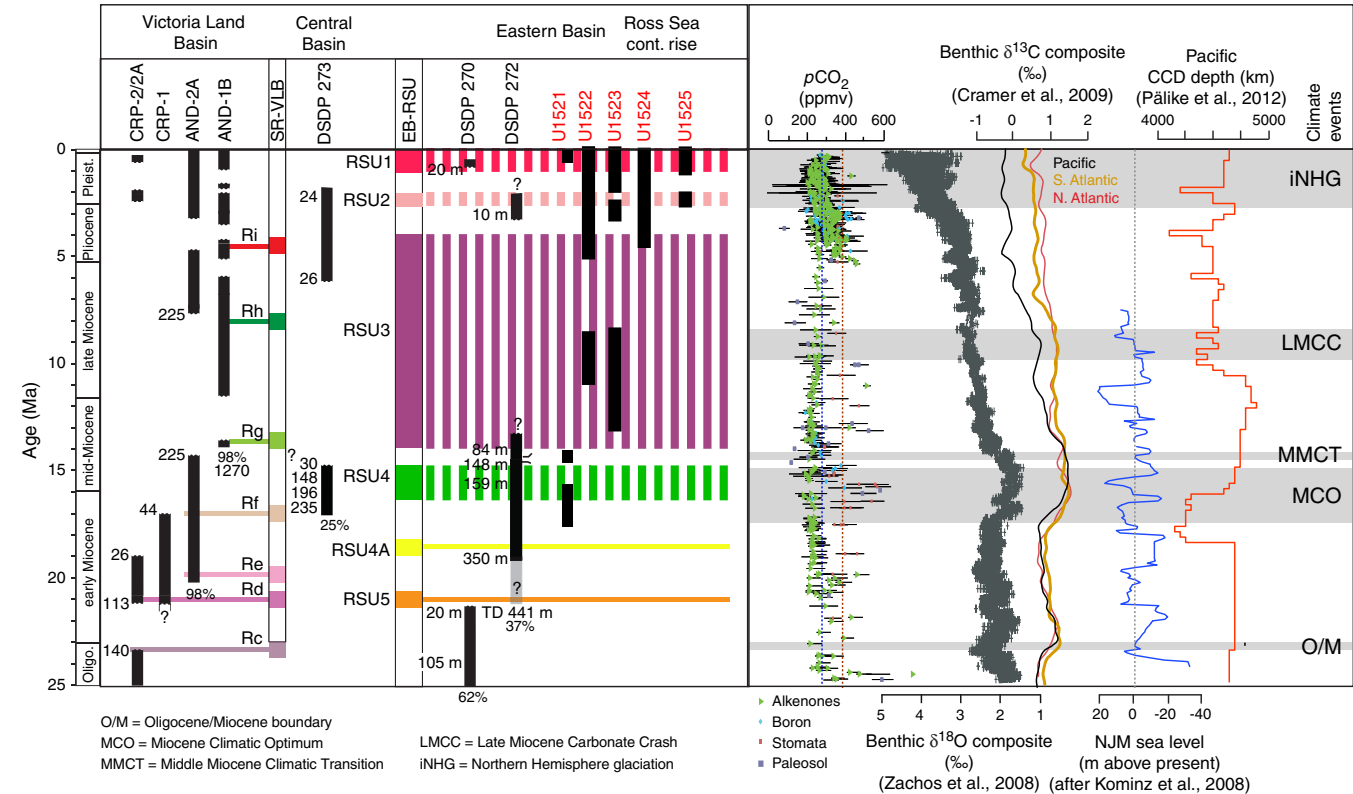 Victoria Land
Basin
Central
Basin
Eastern Basin
Ross Sea
cont. rise
CRP-2/2A
CRP-1
AND-2A
AND-1B
SR-VLB
DSDP 273
EB-RSU
DSDP 270
DSDP 272
U1521
U1522
U1523
U1524
U1525
pCO2
(ppmv)
0 200 400 600
Benthic δ13C composite
(‰)
(Cramer et al., 2009)
-1 0 1 2
Pacific
CCD depth (km)
(Pälike et al., 2012)
4000 5000
Climate
events
Age (Ma)
0
5
10
15
20
25
Pleist.
Pliocene
late Miocene
mid-Miocene
early Miocene
Oligo.
Ri
Rh
Rg
Rf
Re
Rd
Rc
225
225
98%
1270
44
26
113
?
98%
140
24
26
?
30
148
196
235
25%
RSU1
RSU2
RSU3
RSU4
RSU4A
RSU5
20 m
?
10 m
?
84 m
148 m
159 m
350 m
?
20 m
TD 441 m
37%
105 m
62%
Pacific
S. Atlantic
N. Atlantic
iNHG
LMCC
MMCT
MCO
O/M
Alkenones
Boron
Stomata
Paleosol
5 4 3 2 1
Benthic δ18O composite
(‰)
(Zachos et al., 2008)
20 0 -20 -40
NJM sea level
(m above present)
(after Kominz et al., 2008)
O/M = Oligocene/Miocene boundary
MCO = Miocene Climatic Optimum
MMCT = Middle Miocene Climatic Transition
LMCC = Late Miocene Carbonate Crash
iNHG = Northern Hemisphere glaciation